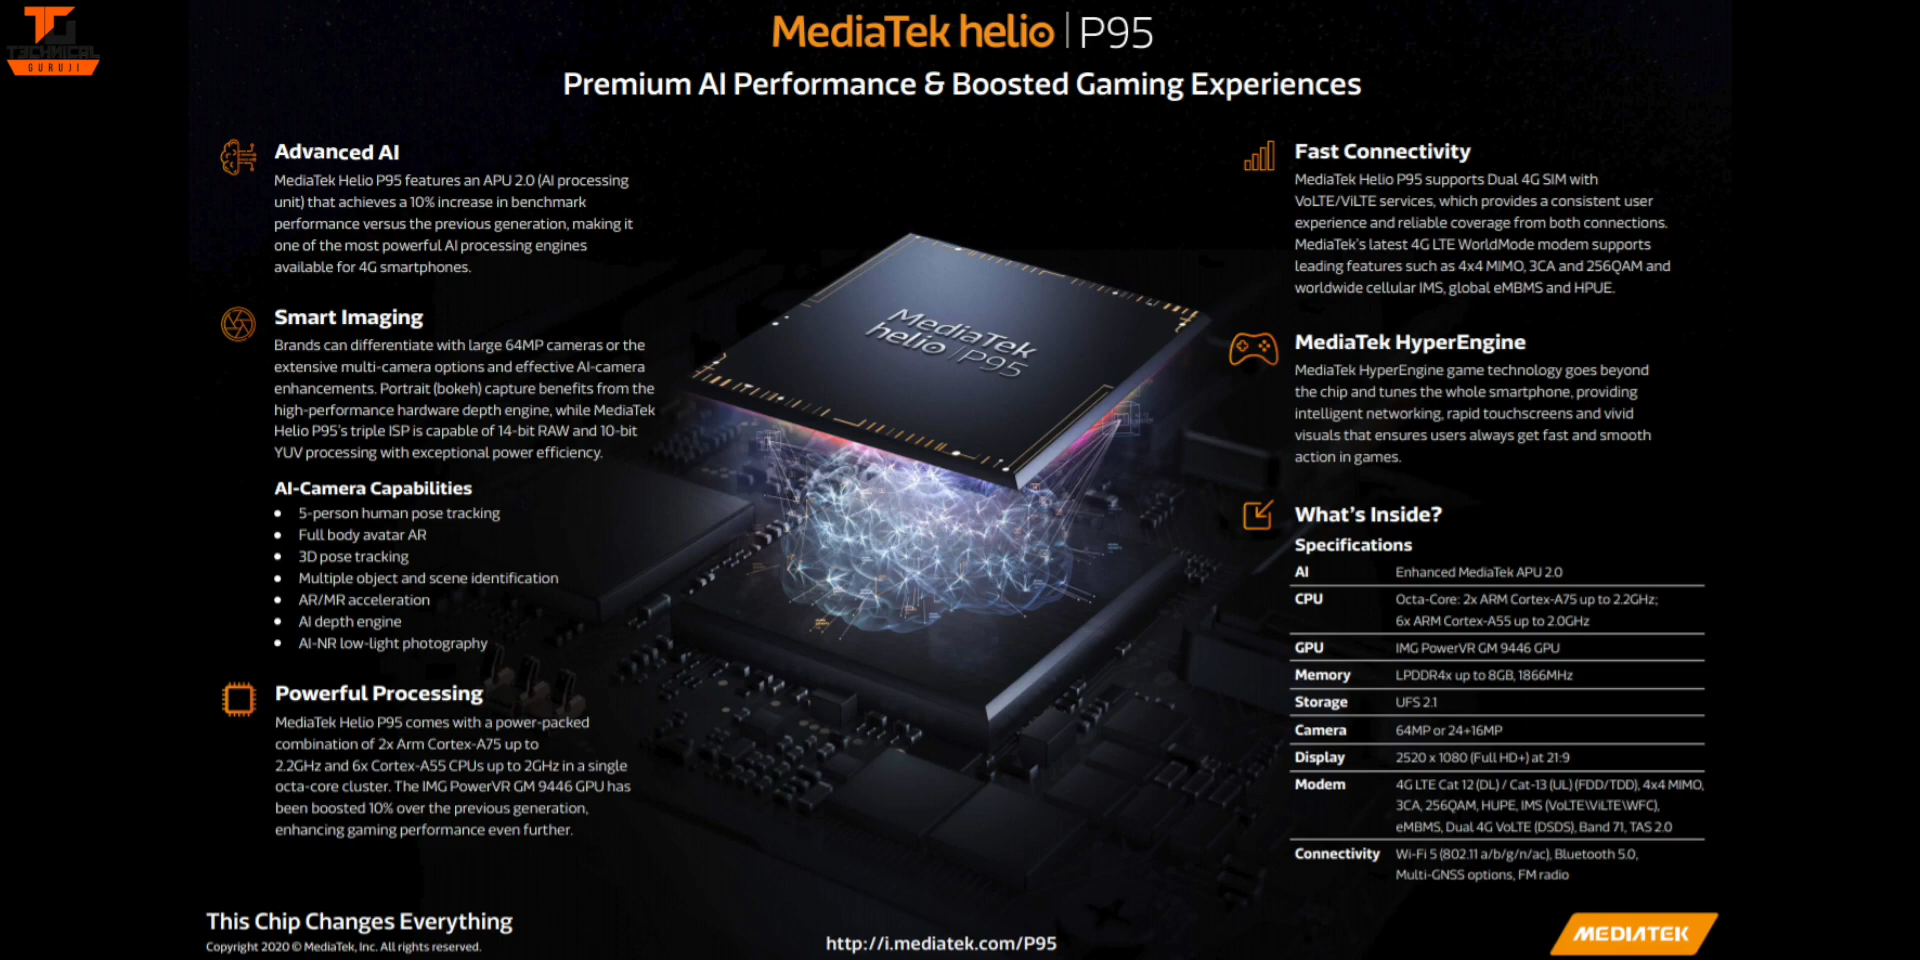 TG
TECHNICAL
GURUJI
MediaTek helio | P95
Premium AI Performance & Boosted Gaming Experiences
Advanced AI
MediaTek Helio P95 features an APU 2.0 (AI processing
unit) that achieves a 10% increase in benchmark
performance versus the previous generation, making it
one of the most powerful AI processing engines
available for 4G smartphones.
Smart Imaging
Brands can differentiate with large 64MP cameras or the
extensive multi-camera options and effective AI-camera
enhancements. Portrait (bokeh) capture benefits from the
high-performance hardware depth engine, while MediaTek
Helio P95's triple ISP is capable of 14-bit RAW and 10-bit
YUV processing with exceptional power efficiency.
AI-Camera Capabilities
• 5-person human pose tracking
• Full body avatar AR
• 3D pose tracking
• Multiple object and scene identification
• AR/MR acceleration
• AI depth engine
• AI-NR low-light photography
Powerful Processing
MediaTek Helio P95 comes with a power-packed
combination of 2x Arm Cortex-A75 up to
2.2GHz and 6x Cortex-A55 CPUs up to 2GHz in a single
octa-core cluster. The IMG PowerVR GM 9446 GPU has
been boosted 10% over the previous generation,
enhancing gaming performance even further.
MediaTek
helio | P95
Fast Connectivity
MediaTek Helio P95 supports Dual 4G SIM with
VoLTE/ViLTE services, which provides a consistent user
experience and reliable coverage from both connections.
MediaTek's latest 4G LTE WorldMode modem supports
leading features such as 4x4 MIMO, 3CA and 256QAM and
worldwide cellular IMS, global eMBMS and HPUE.
MediaTek HyperEngine
MediaTek HyperEngine game technology goes beyond
the chip and tunes the whole smartphone, providing
intelligent networking, rapid touchscreens and vivid
visuals that ensures users always get fast and smooth
action in games.
What's Inside?
Specifications
AI Enhanced MediaTek APU 2.0
CPU Octa-Core: 2x ARM Cortex-A75 up to 2.2GHz;
6x ARM Cortex-A55 up to 2.0GHz
GPU IMG PowerVR GM 9446 GPU
Memory LPDDR4x up to 8GB, 1866MHz
Storage UFS 2.1
Camera 64MP or 24+16MP
Display 2520 x 1080 (Full HD+) at 21:9
Modem 4G LTE Cat 12 (DL) / Cat-13 (UL) (FDD/TDD), 4x4 MIMO,
3CA, 256QAM, HUPE, IMS (VoLTE\ViLTE\WFC),
eMBMS, Dual 4G VoLTE (DSDS), Band 71, TAS 2.0
Connectivity Wi-Fi 5 (802.11 a/b/g/n/ac), Bluetooth 5.0,
Multi-GNSS options, FM radio
This Chip Changes Everything
Copyright 2020 © MediaTek, Inc. All rights reserved.
http://i.mediatek.com/P95
MEDIATEK